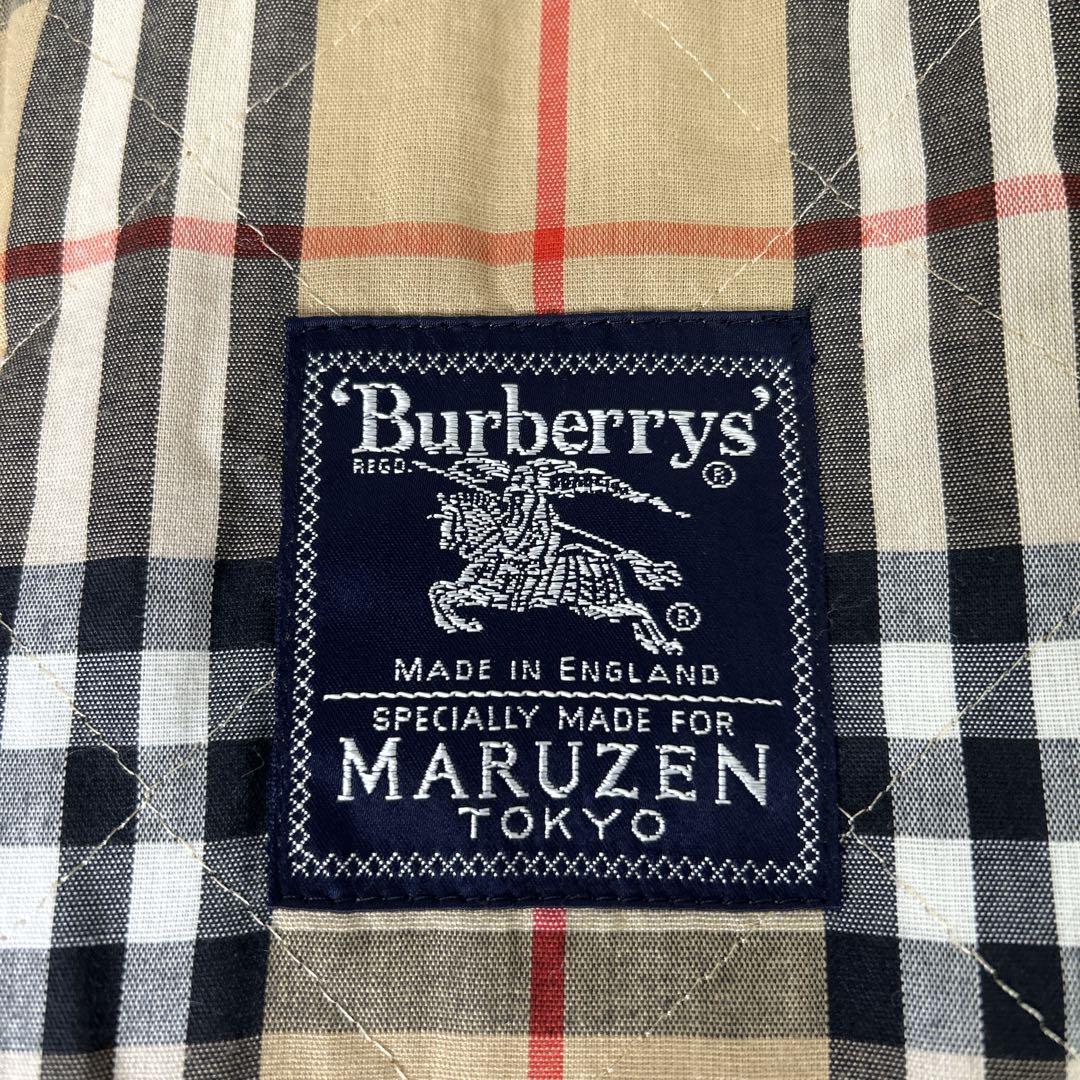 ‘Burberrys’
REGD. ®
®
MADE IN ENGLAND
SPECIALLY MADE FOR
MARUZEN
TOKYO